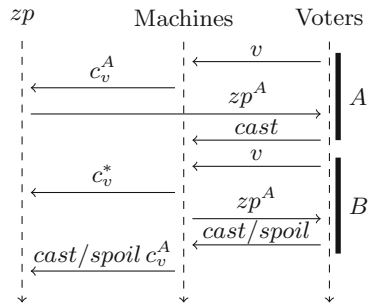 zp Machines Voters
v
c_v^A
zp^A
A
cast
v
c_v^*
zp^A
B
cast/spoil
cast/spoil c_v^A